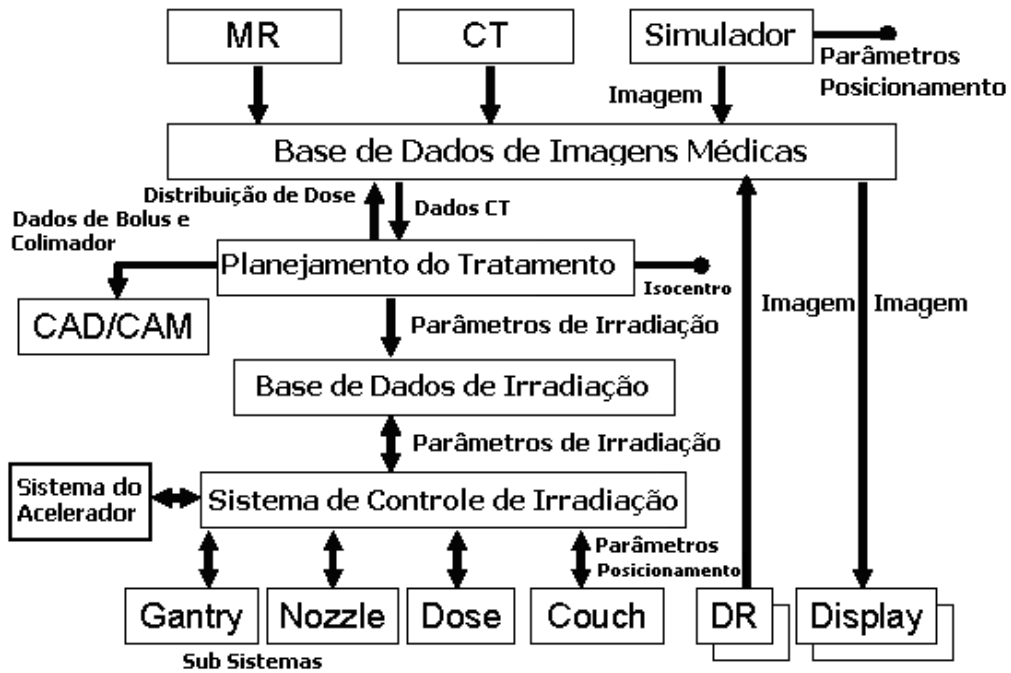 MR
CT
Simulador
Parâmetros
Posicionamento
Imagem
Base de Dados de Imagens Médicas
Distribuição de Dose
Dados CT
Dados de Bolus e
Colimador
Planejamento do Tratamento
Isocentro
Imagem
Imagem
CAD/CAM
Parâmetros de Irradiação
Base de Dados de Irradiação
Parâmetros de Irradiação
Sistema do
Acelerador
Sistema de Controle de Irradiação
Parâmetros
Posicionamento
Gantry
Nozzle
Dose
Couch
DR
Display
Sub Sistemas